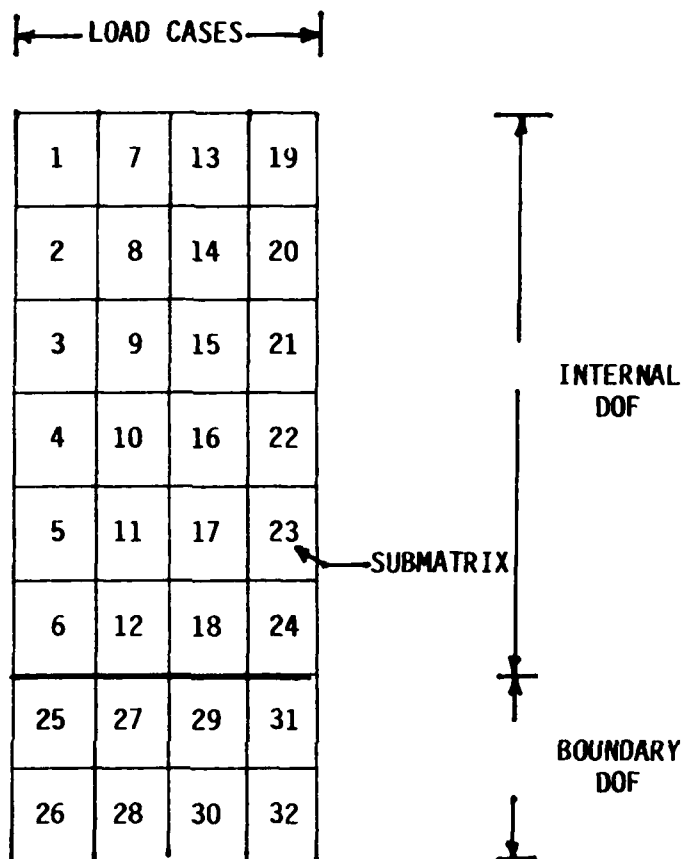 LOAD CASES
1 7 13 19
2 8 14 20
3 9 15 21
INTERNAL
DOF
4 10 16 22
5 11 17 23
SUBMATRIX
6 12 18 24
25 27 29 31
BOUNDARY
DOF
26 28 30 32